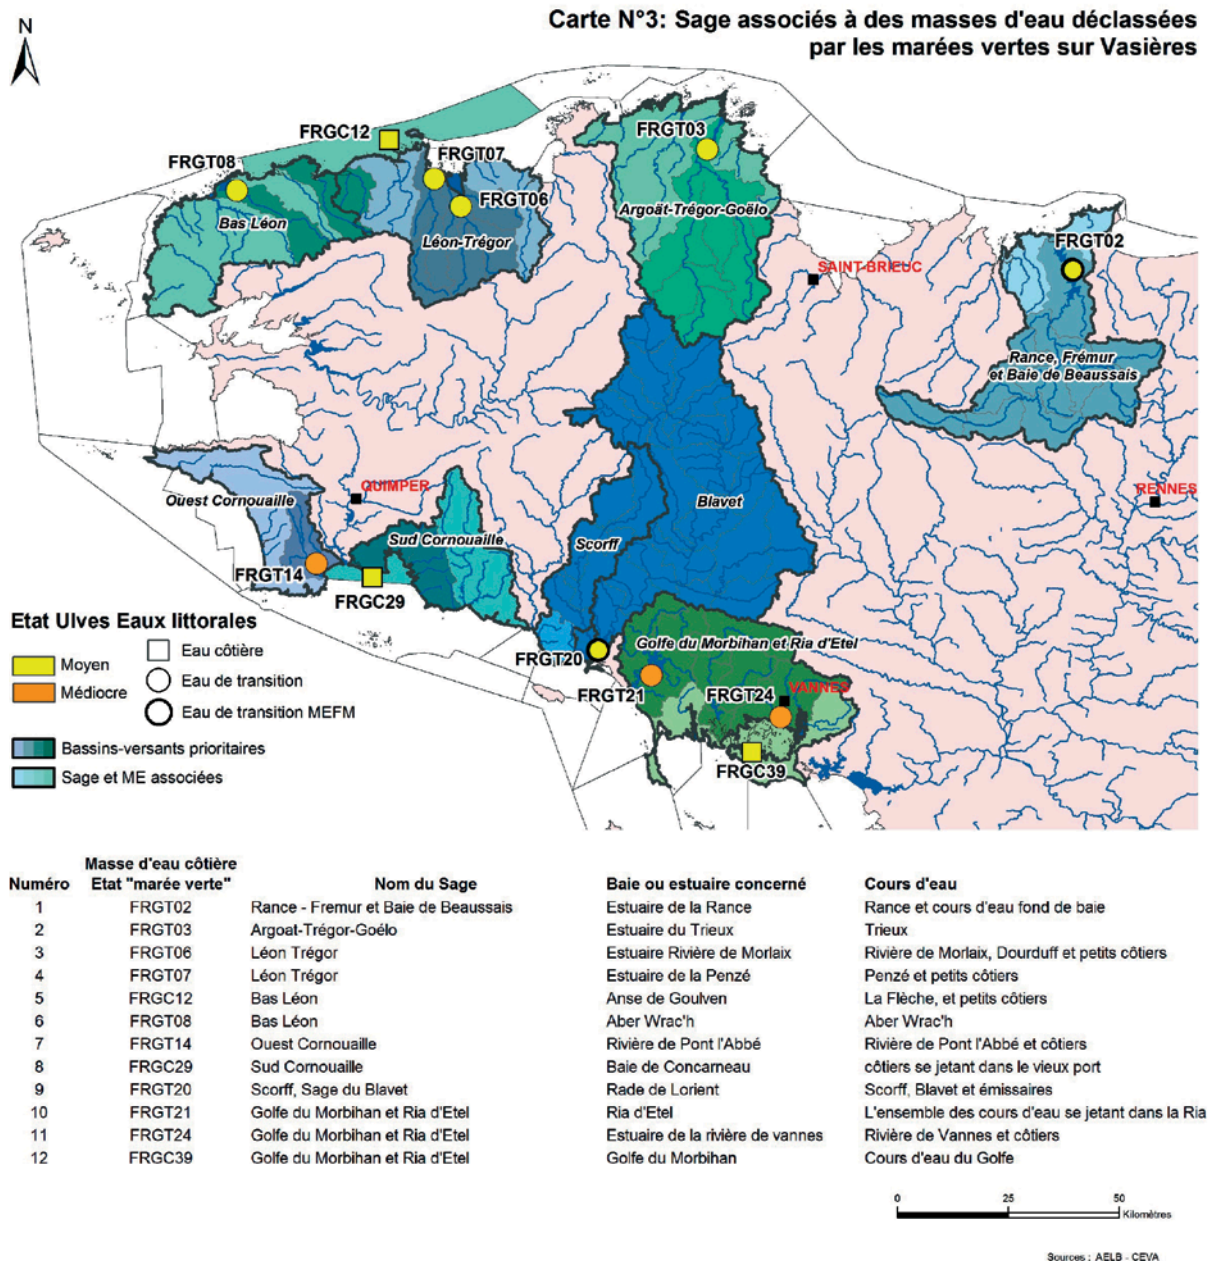 Carte N°3: Sage associés à des masses d'eau déclassées
par les marées vertes sur Vasières
N
FRGC12
FRGT03
FRGT07
FRGT08
FRGT06
Argoät-Trégor-Goëlo
Bas Léon
Léon-Trégor
FRGT02
SAINT-BRIEUC
Rance, Frémur
et Baie de Beaussais
QUIMPER
RENNES
Ouest Cornouaille
Blavet
Sud Cornouaille
Scorff
FRGT14
FRGC29
Golfe du Morbihan et Ria d'Etel
FRGT20
FRGT21
FRGT24
VANNES
FRGC39
Etat Ulves Eaux littorales
Moyen
Eau côtière
Médiocre
Eau de transition
Eau de transition MEFM
Bassins-versants prioritaires
Sage et ME associées
Numéro Masse d'eau côtière Etat "marée verte" Nom du Sage Baie ou estuaire concerné Cours d'eau
1 FRGT02 Rance - Fremur et Baie de Beaussais Estuaire de la Rance Rance et cours d'eau fond de baie
2 FRGT03 Argoat-Trégor-Goélo Estuaire du Trieux Trieux
3 FRGT06 Léon Trégor Estuaire Rivière de Morlaix Rivière de Morlaix, Dourduff et petits côtiers
4 FRGT07 Léon Trégor Estuaire de la Penzé Penzé et petits côtiers
5 FRGC12 Bas Léon Anse de Goulven La Flèche, et petits côtiers
6 FRGT08 Bas Léon Aber Wrac'h Aber Wrac'h
7 FRGT14 Ouest Cornouaille Rivière de Pont l'Abbé Rivière de Pont l'Abbé et côtiers
8 FRGC29 Sud Cornouaille Baie de Concarneau côtiers se jetant dans le vieux port
9 FRGT20 Scorff, Sage du Blavet Rade de Lorient Scorff, Blavet et émissaires
10 FRGT21 Golfe du Morbihan et Ria d'Etel Ria d'Etel L'ensemble des cours d'eau se jetant dans la Ria
11 FRGT24 Golfe du Morbihan et Ria d'Etel Estuaire de la rivière de vannes Rivière de Vannes et côtiers
12 FRGC39 Golfe du Morbihan et Ria d'Etel Golfe du Morbihan Cours d'eau du Golfe
0 25 50
Kilomètres
Sources : AELB - CEVA